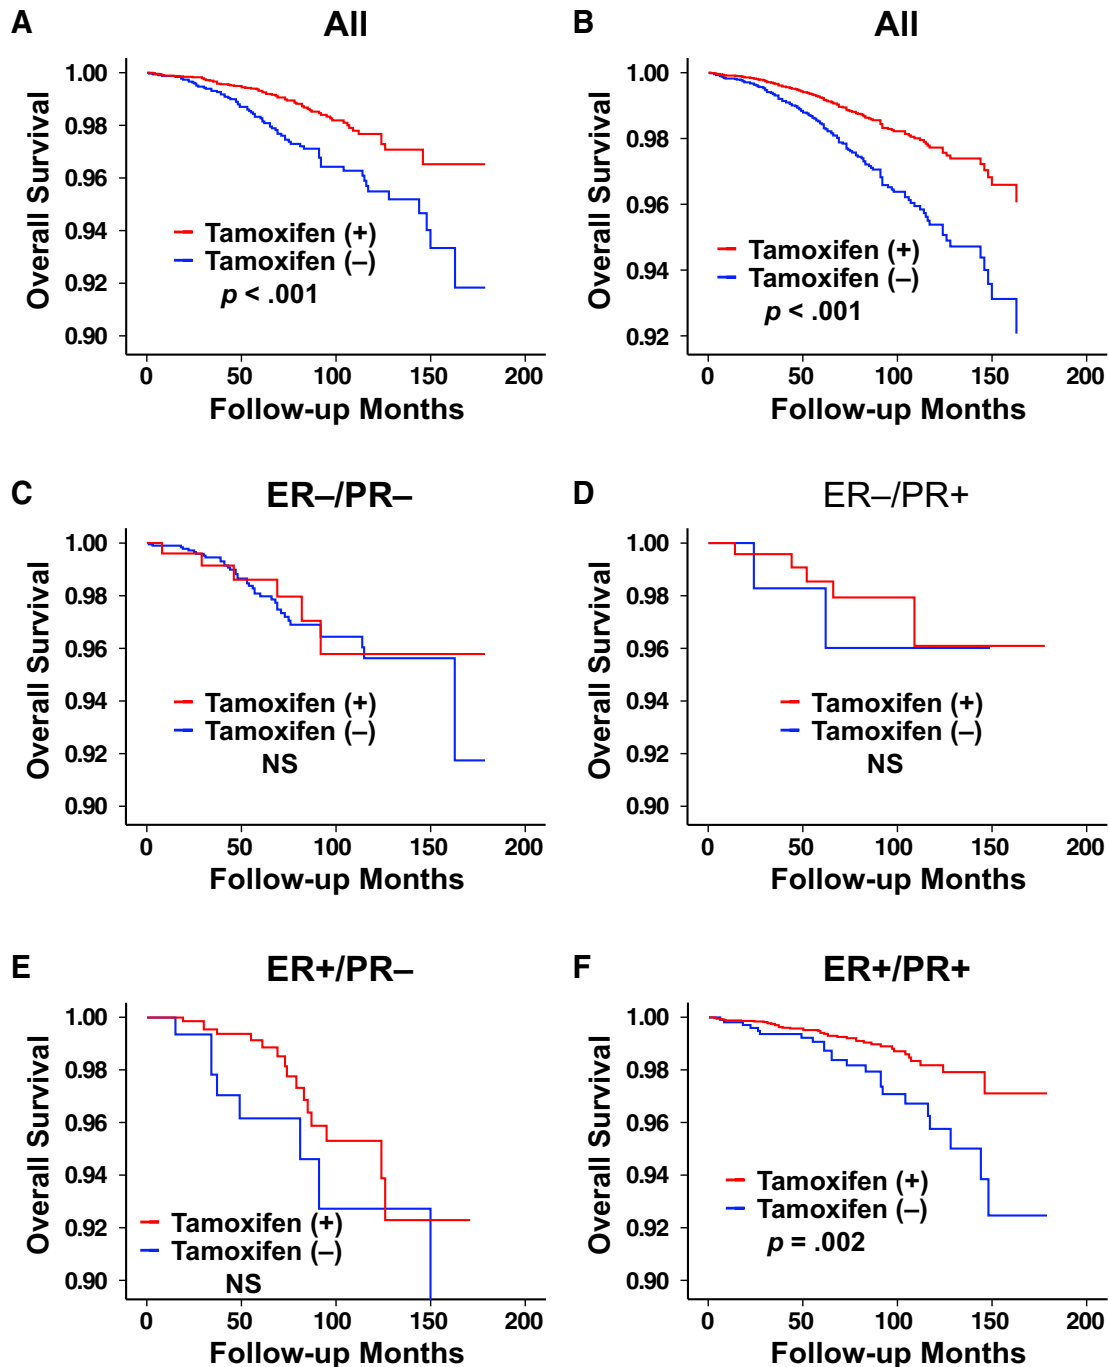 A
All
1.00
0.98
0.96
0.94
0.92
0.90
Overall Survival
Tamoxifen (+)
Tamoxifen (–)
p < .001
0 50 100 150 200
Follow-up Months
B
All
1.00
0.98
0.96
0.94
0.92
Overall Survival
Tamoxifen (+)
Tamoxifen (–)
p < .001
0 50 100 150 200
Follow-up Months
C
ER–/PR–
1.00
0.98
0.96
0.94
0.92
0.90
Overall Survival
Tamoxifen (+)
Tamoxifen (–)
NS
0 50 100 150 200
Follow-up Months
D
ER–/PR+
1.00
0.98
0.96
0.94
0.92
0.90
Overall Survival
Tamoxifen (+)
Tamoxifen (–)
NS
0 50 100 150 200
Follow-up Months
E
ER+/PR–
1.00
0.98
0.96
0.94
0.92
0.90
Overall Survival
Tamoxifen (+)
Tamoxifen (–)
NS
0 50 100 150 200
Follow-up Months
F
ER+/PR+
1.00
0.98
0.96
0.94
0.92
0.90
Overall Survival
Tamoxifen (+)
Tamoxifen (–)
p = .002
0 50 100 150 200
Follow-up Months